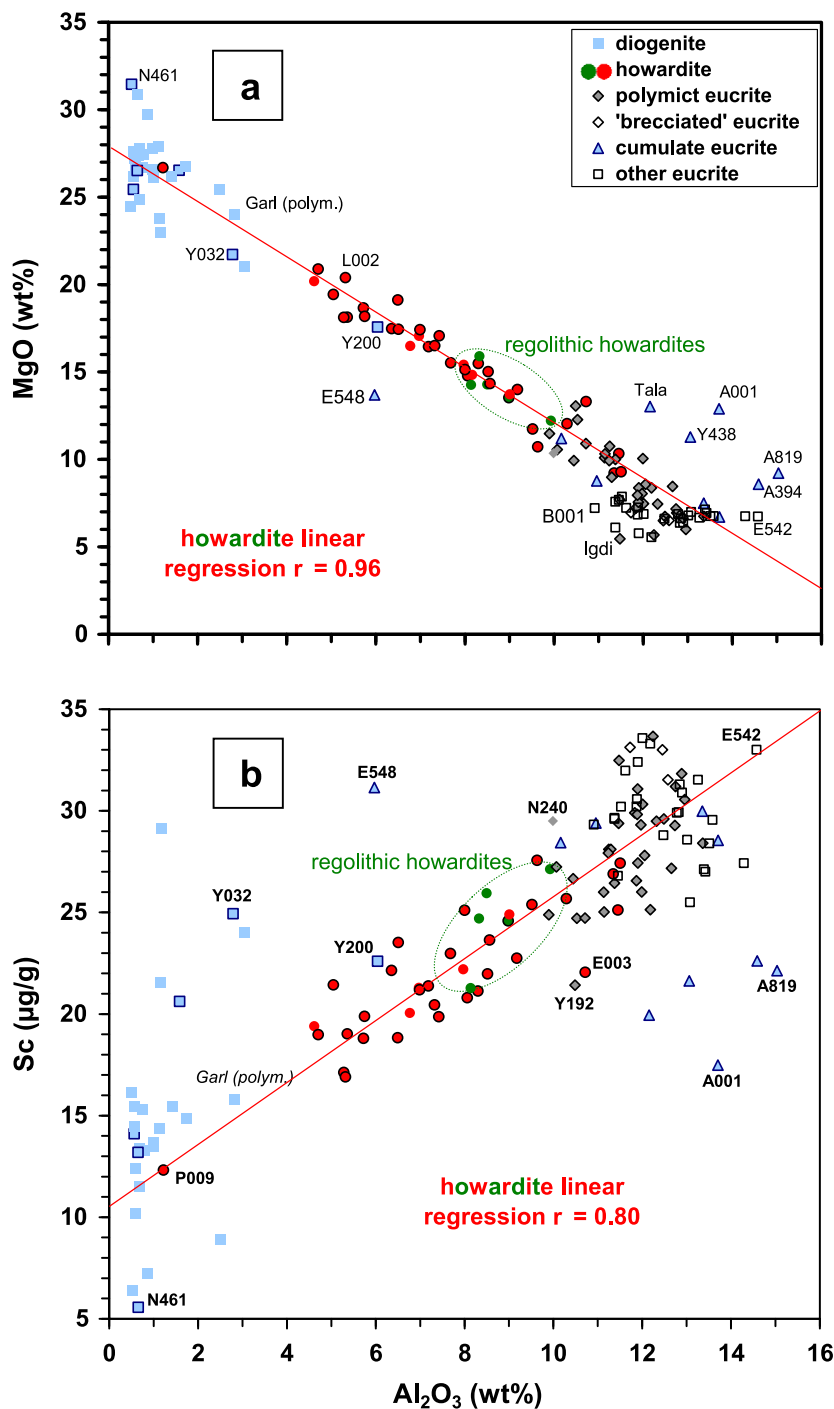 35
30
25
20
15
10
5
0
MgO (wt%)
N461
a
diogenite
howardite
polymict eucrite
'brecciated' eucrite
cumulate eucrite
other eucrite
Garl (polym.)
Y032
L002
Y200
regolithic howardites
E548
Tala
A001
Y438
A819
A394
B001
E542
Igdi
howardite linear
regression r = 0.96
35
30
25
20
15
10
5
Sc (µg/g)
b
E542
E548
N240
regolithic howardites
Y032
Y200
E003
Y192
A819
Garl (polym.)
A001
P009
howardite linear
regression r = 0.80
N461
0 2 4 6 8 10 12 14 16
Al₂O₃ (wt%)